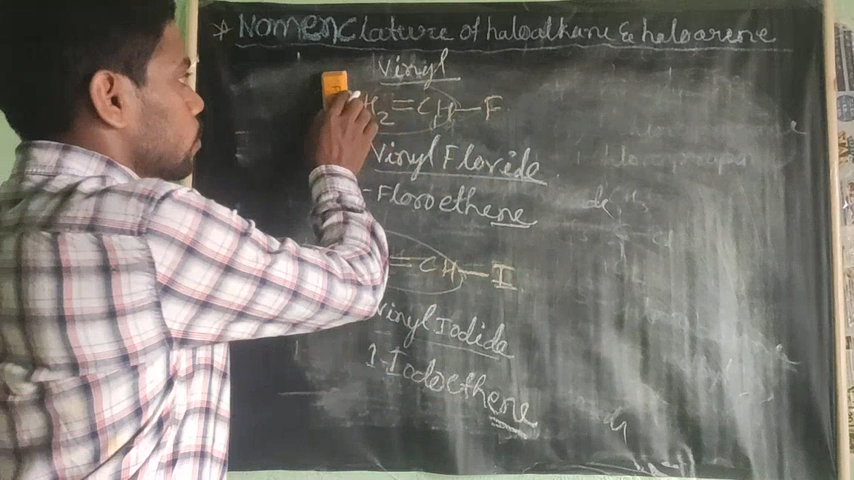 * Nomenclature of haloalkane & haloarene
Vinyl
H2=CH-F
Vinyl Floride
-Floroethene
=CH-I
Vinyl Iodide
1-Iodoethene